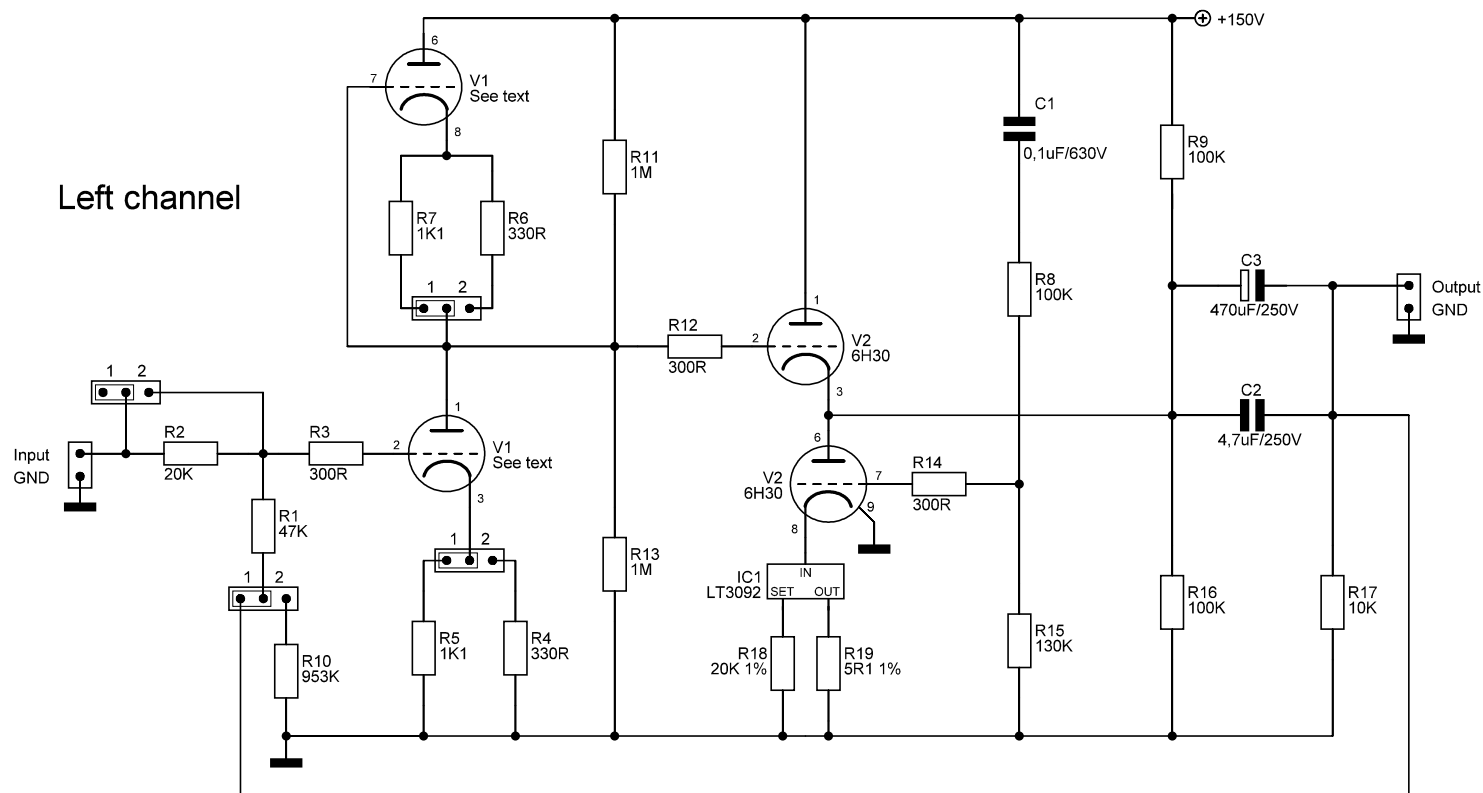 +150V
6
7
V1
See text
8
C1
0,1uF/630V
R9
100K
R11
1M
Left channel
R7
1K1
R6
330R
R8
100K
C3
470uF/250V
Output
GND
1 2
1
R12
300R
2
V2
6H30
3
1 2
C2
4,7uF/250V
R2
20K
R3
300R
Input
GND
1
2
V1
See text
3
6
V2
6H30
7
R14
300R
8
9
R1
47K
1 2
R13
1M
IC1
LT3092
IN
SET OUT
1 2
R16
100K
R17
10K
R10
953K
R5
1K1
R4
330R
R18
20K 1%
R19
5R1 1%
R15
130K